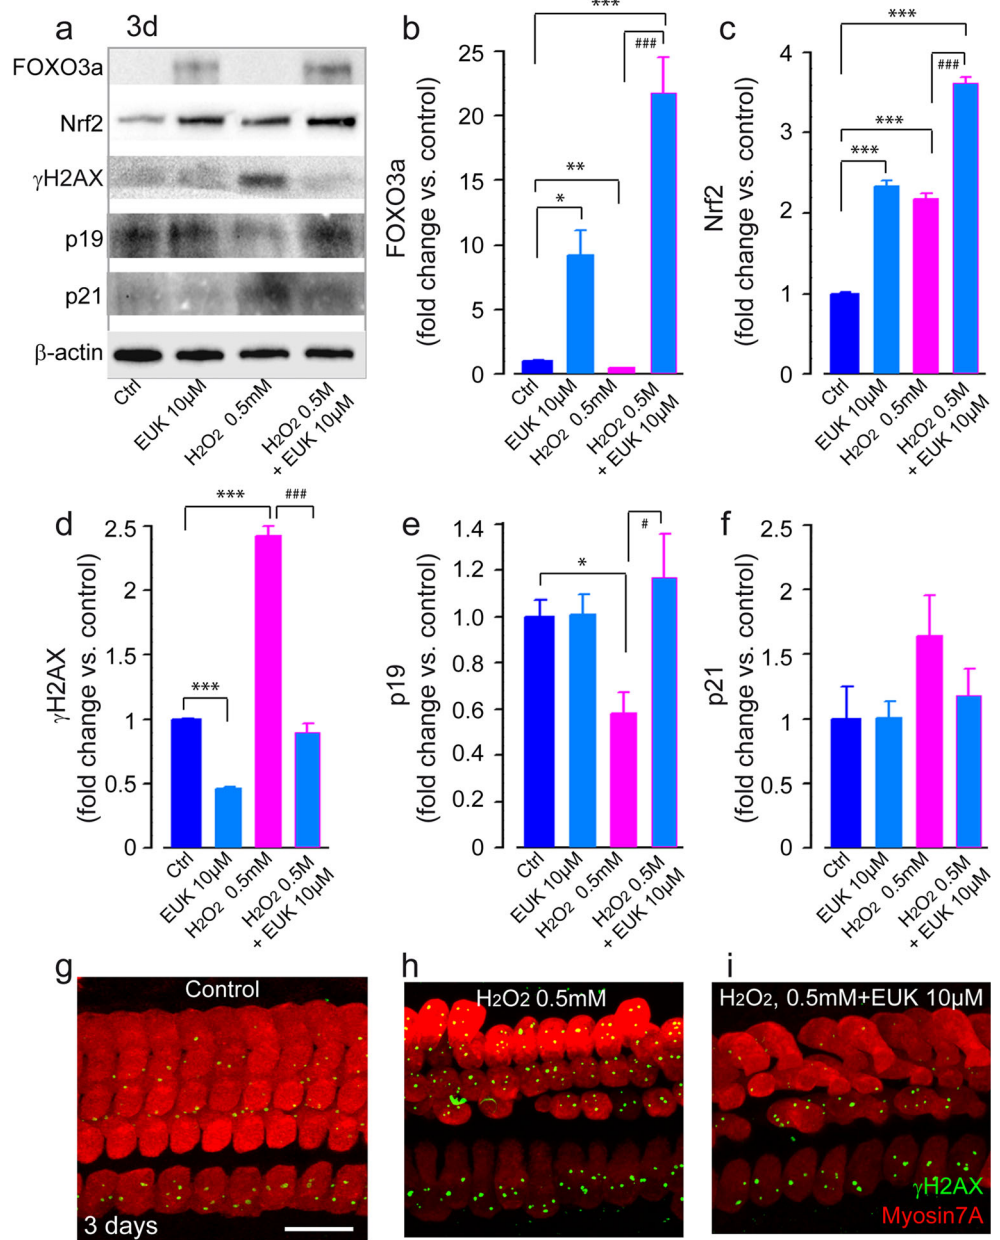 a
3d
FOXO3a
Nrf2
γH2AX
p19
p21
β-actin
Ctrl
EUK 10µM
H2O2 0.5mM
H2O2 0.5M
+ EUK 10µM
b
FOXO3a
(fold change vs. control)
30
25
20
15
10
5
0
***
###
**
*
Ctrl
EUK 10µM
H2O2 0.5mM
H2O2 0.5M
+ EUK 10µM
c
Nrf2
(fold change vs. control)
4
3
2
1
0
***
###
***
***
Ctrl
EUK 10µM
H2O2 0.5mM
H2O2 0.5M
+ EUK 10µM
d
γH2AX
(fold change vs. control)
2.5
2
1.5
1
0.5
0
***
###
***
Ctrl
EUK 10µM
H2O2 0.5mM
H2O2 0.5M
+ EUK 10µM
e
p19
(fold change vs. control)
1.4
1.2
1.0
0.8
0.6
0.4
0.2
0
#
*
Ctrl
EUK 10µM
H2O2 0.5mM
H2O2 0.5M
+ EUK 10µM
f
p21
(fold change vs. control)
2.5
2
1.5
1
0.5
0
Ctrl
EUK 10µM
H2O2 0.5mM
H2O2 0.5M
+ EUK 10µM
g
Control
3 days
h
H2O2 0.5mM
i
H2O2, 0.5mM+EUK 10µM
γH2AX
Myosin7A